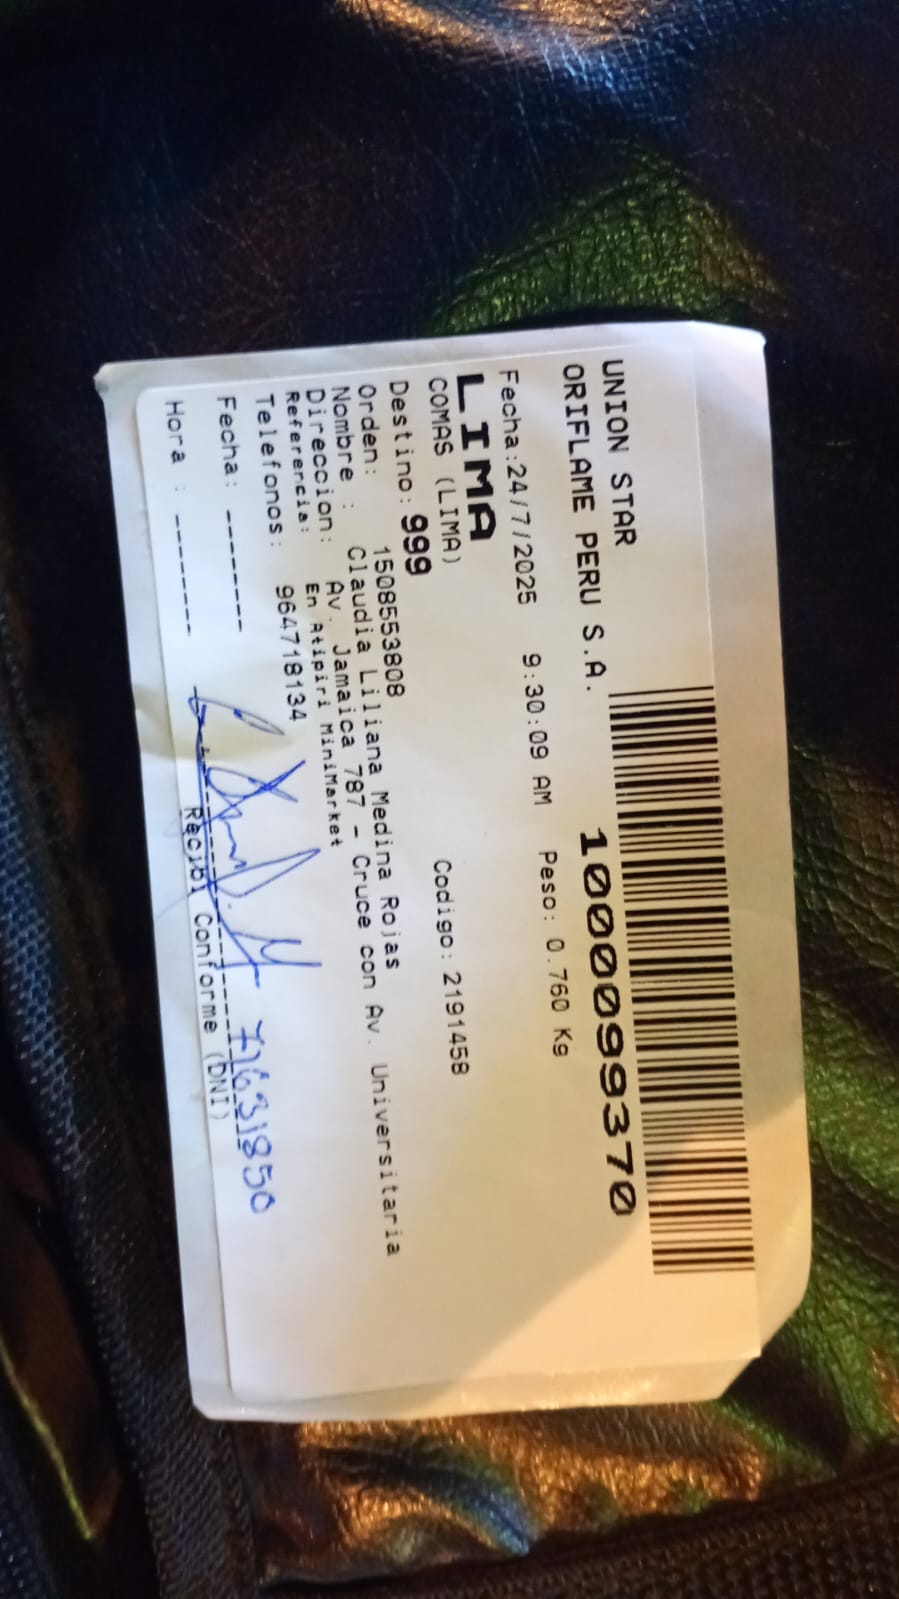 UNION STAR
ORIFLAME PERU S.A.
1000099370
Fecha:24/7/2025 9:30:09 AM Peso: 0.760 Kg
LIMA
COMAS (LIMA) Codigo: 2191458
Destino: 999
Orden: 1508553808
Nombre : Claudia Liliana Medina Rojas
Direccion: Av. Jamaica 787 - Cruce con Av. Universitaria
Referencia: En Atipiri MiniMarket
Telefonos: 964718134
Fecha: -------
71631850
Hora : -------
Recibi Conforme (DNI)